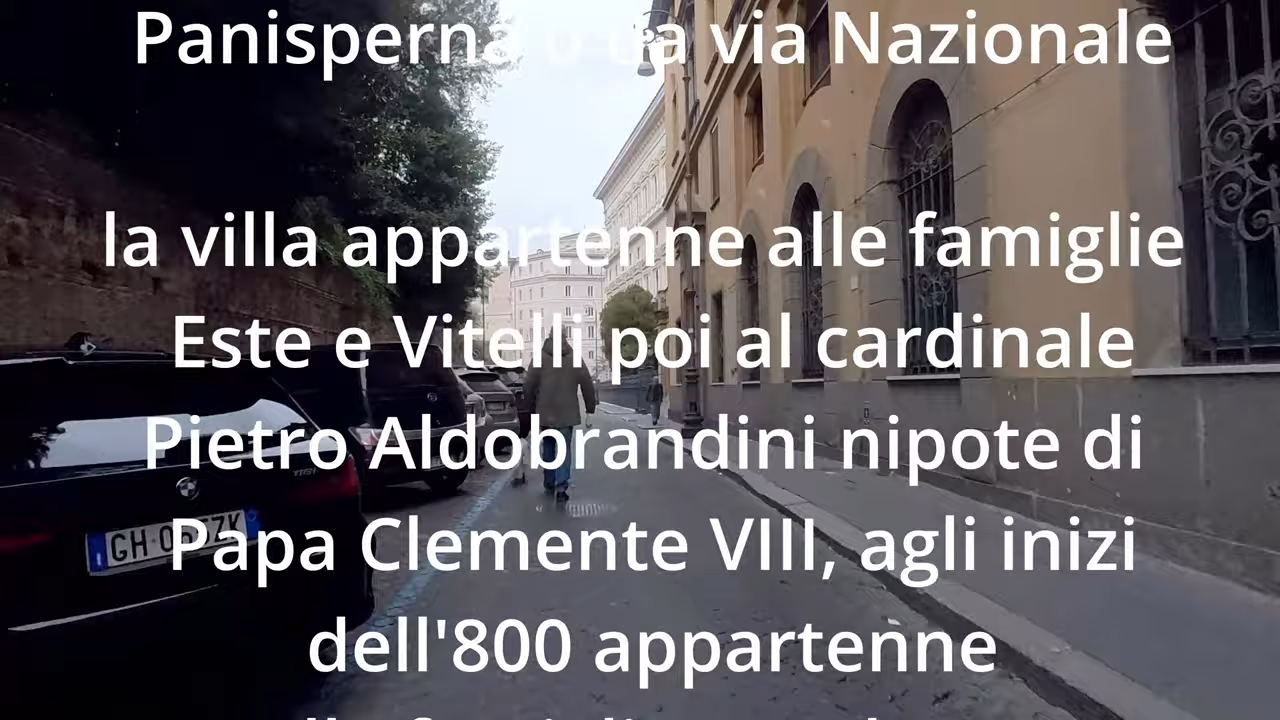 Panisperna o da via Nazionale
la villa appartenne alle famiglie
Este e Vitelli poi al cardinale
Pietro Aldobrandini nipote di
Papa Clemente VIII, agli inizi
dell'800 appartenne